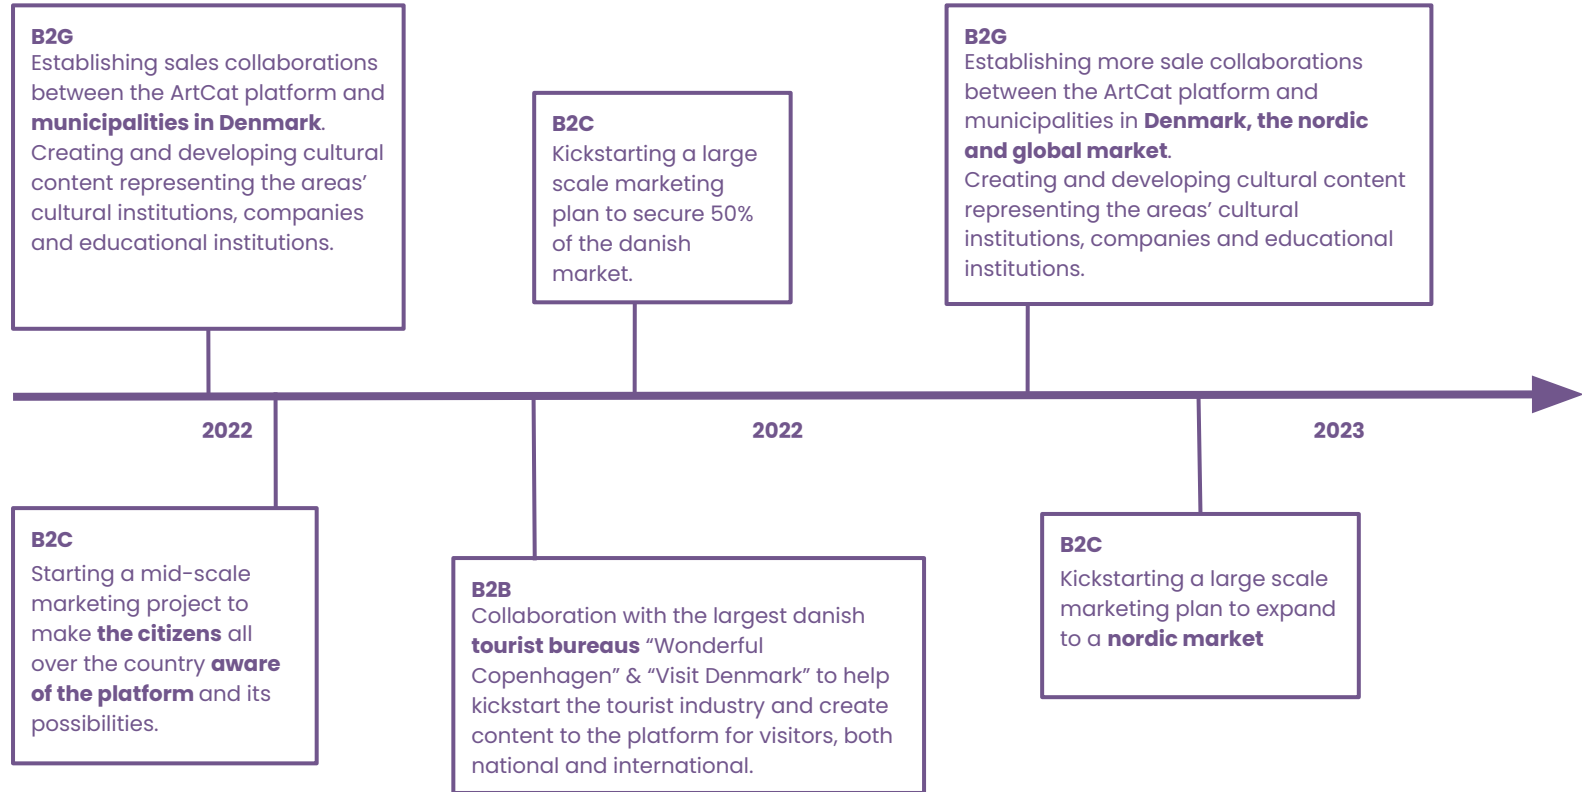 B2G
Establishing sales collaborations
between the ArtCat platform and
municipalities in Denmark.
Creating and developing cultural
content representing the areas’
cultural institutions, companies
and educational institutions.
B2C
Kickstarting a large
scale marketing
plan to secure 50%
of the danish
market.
B2G
Establishing more sale collaborations
between the ArtCat platform and
municipalities in Denmark, the nordic
and global market.
Creating and developing cultural content
representing the areas’ cultural
institutions, companies and educational
institutions.
2022
2022
2023
B2C
Starting a mid-scale
marketing project to
make the citizens all
over the country aware
of the platform and its
possibilities.
B2B
Collaboration with the largest danish
tourist bureaus “Wonderful
Copenhagen” & “Visit Denmark” to help
kickstart the tourist industry and create
content to the platform for visitors, both
national and international.
B2C
Kickstarting a large scale
marketing plan to expand
to a nordic market